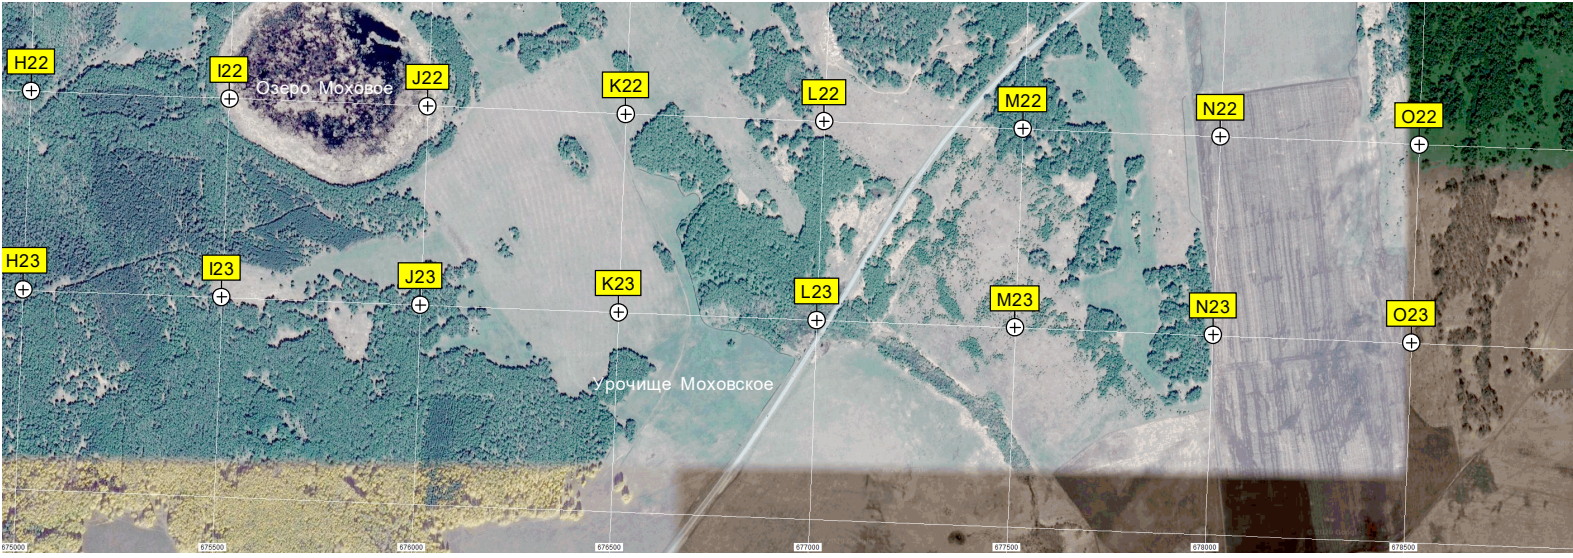 H22
I22
Озеро Моховое
J22
K22
L22
M22
N22
O22
H23
I23
J23
K23
L23
M23
N23
O23
Урочище Моховское
675000
675500
676000
676500
677000
677500
678000
678500